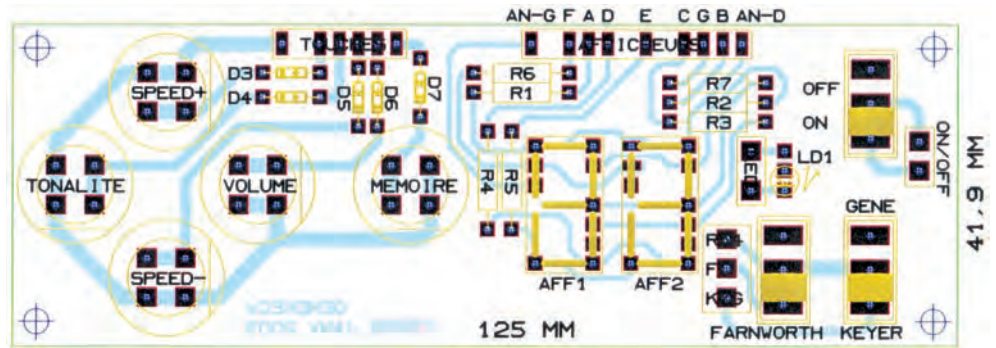 AN-G F A D E C G B AN-D
TOUCHES
AFFICHEURS
D3
D4
D5
D6
D7
SPEED+
R6
R1
R7
R2
R3
OFF
ON
ON/OFF
TONALITE
VOLUME
MEMOIRE
R4
R5
LD1
GENE
41,9 MM
SPEED-
AFF1
AFF2
125 MM
FARNWORTH
KEYER